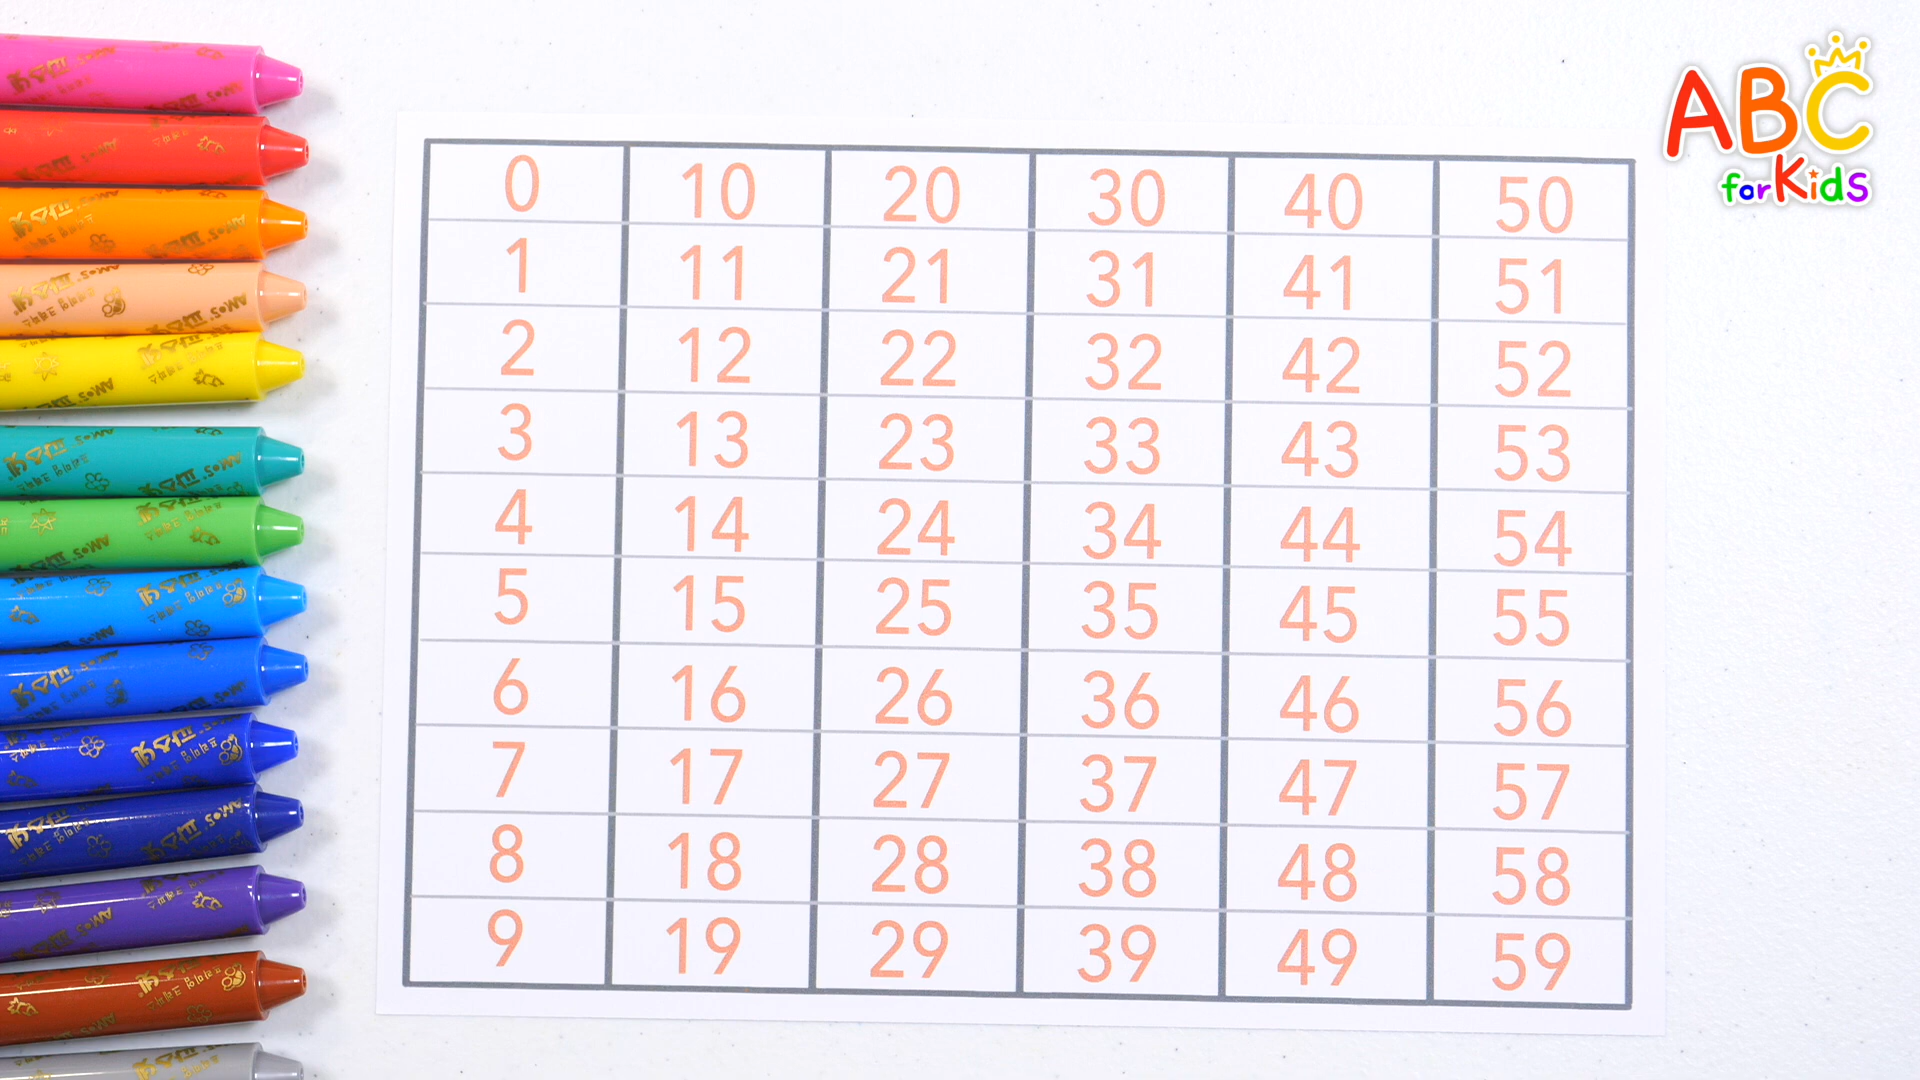 ABC
for Kids
0 10 20 30 40 50
1 11 21 31 41 51
2 12 22 32 42 52
3 13 23 33 43 53
4 14 24 34 44 54
5 15 25 35 45 55
6 16 26 36 46 56
7 17 27 37 47 57
8 18 28 38 48 58
9 19 29 39 49 59